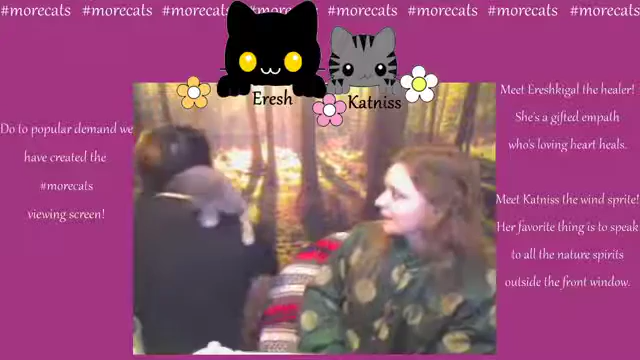 #morecats #morecats #morecats #morecats #morecats #morecats #morecats #morecats
Eresh
Katniss
Do to popular demand we
have created the
#morecats
viewing screen!
Meet Ereshkigal the healer!
She's a gifted empath
who's loving heart heals.
Meet Katniss the wind sprite!
Her favorite thing is to speak
to all the nature spirits
outside the front window.